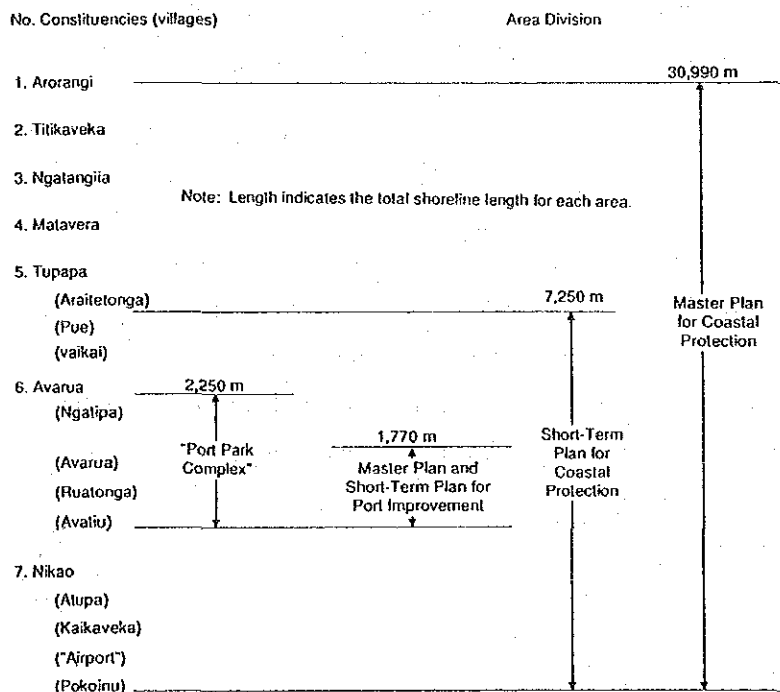 No. Constituencies (villages) Area Division
30,990 m
1. Arorangi
2. Titikaveka
3. Ngatangiia
Note: Length indicates the total shoreline length for each area.
4. Matavera
5. Tupapa
(Araitetonga) 7,250 m
Master Plan
for Coastal
Protection
(Pue)
(vaikai)
6. Avarua 2,250 m
(Ngatipa)
1,770 m
"Port Park
Complex"
Master Plan and
Short-Term Plan for
Port Improvement
Short-Term
Plan for
Coastal
Protection
(Avarua)
(Ruatonga)
(Avatiu)
7. Nikao
(Atupa)
(Kaikaveka)
("Airport")
(Pokoinu)